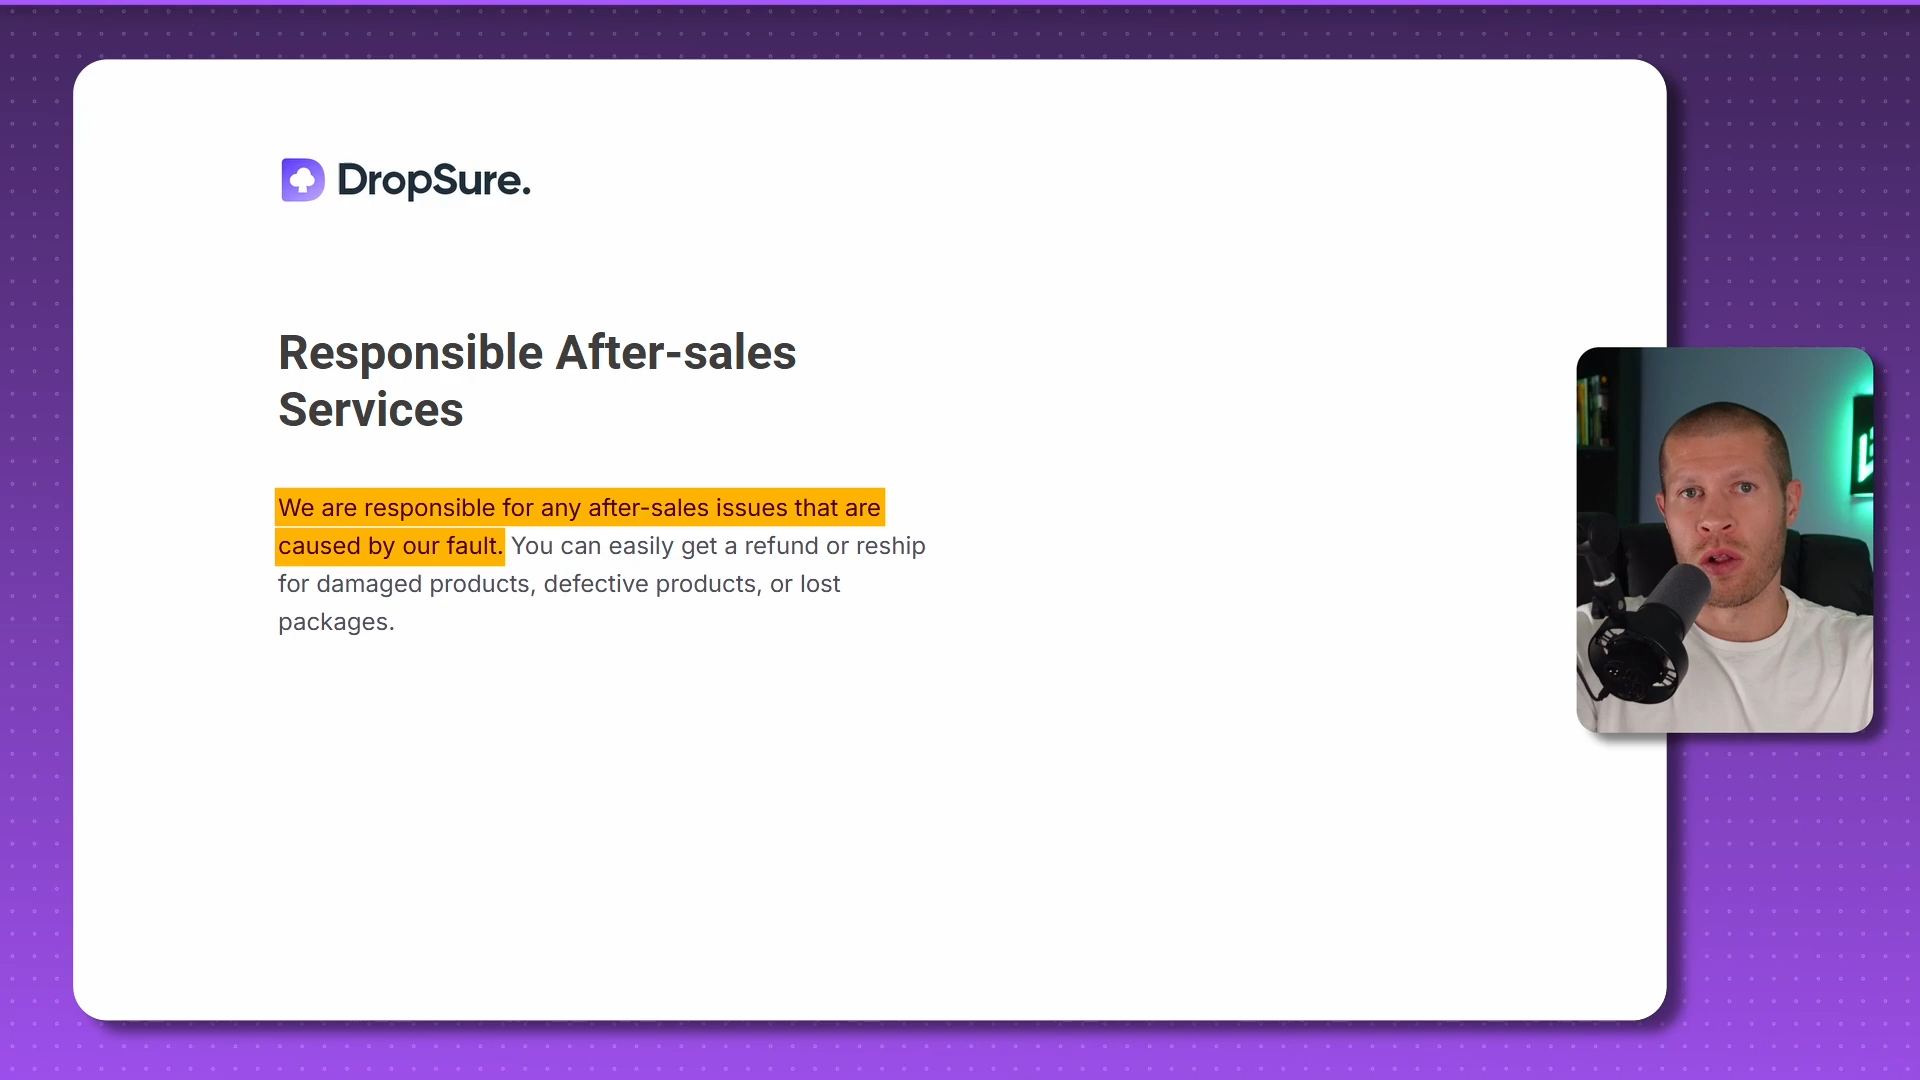 DropSure.
Responsible After-sales
Services
We are responsible for any after-sales issues that are
caused by our fault. You can easily get a refund or reship
for damaged products, defective products, or lost
packages.